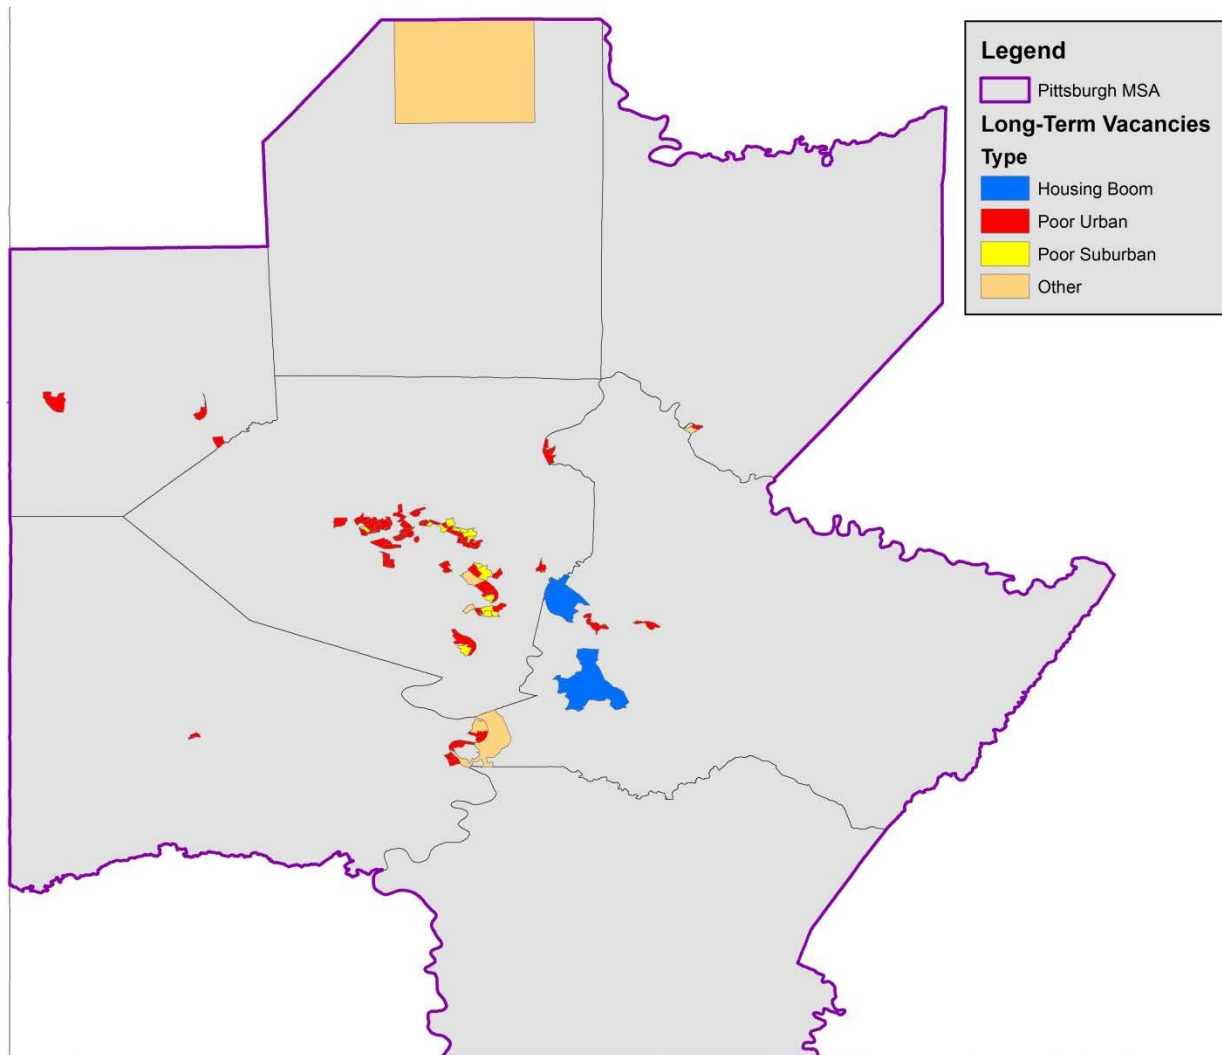 Legend
Pittsburgh MSA
Long-Term Vacancies
Type
Housing Boom
Poor Urban
Poor Suburban
Other